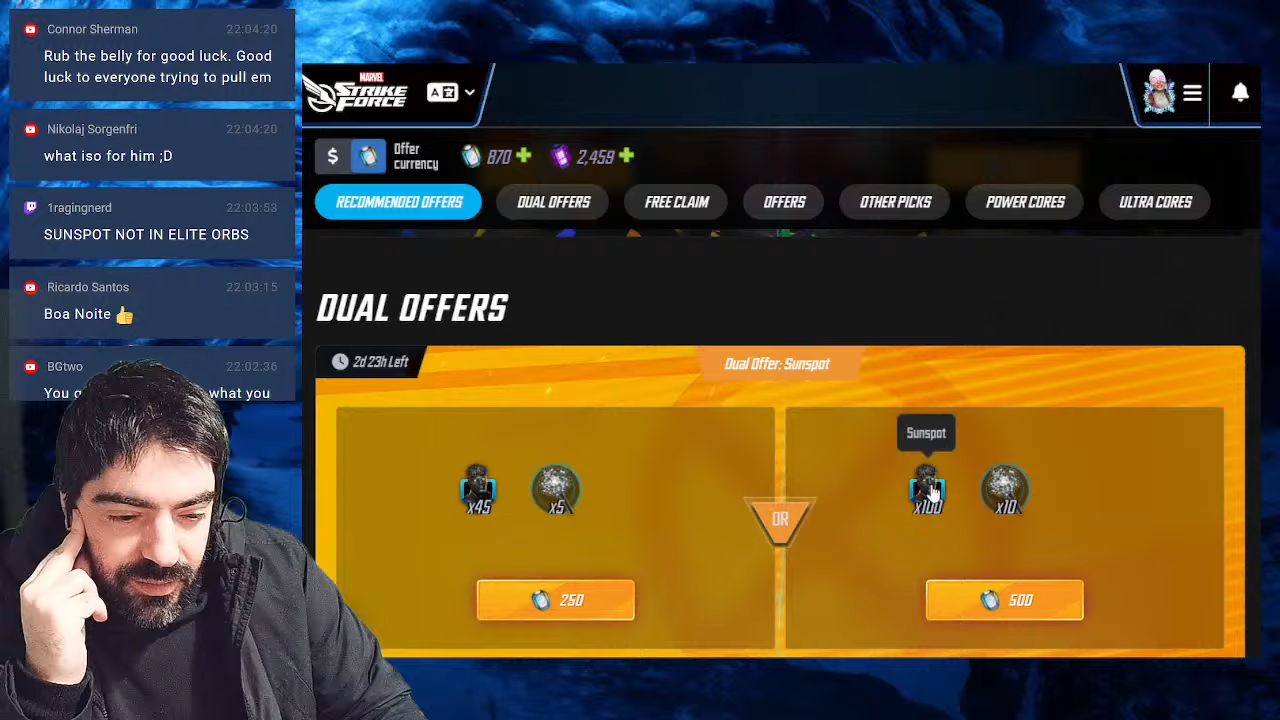 Connor Sherman 22:04:20
Rub the belly for good luck. Good
luck to everyone trying to pull em
Nikolaj Sorgenfri 22:04:20
what iso for him ;D
1ragingnerd 22:03:53
SUNSPOT NOT IN ELITE ORBS
Ricardo Santos 22:03:15
Boa Noite 👍
BGtwo 22:02:36
what you
MARVEL
STRIKE
FORCE
A
$
Offer
currency
870
2,459
RECOMMENDED OFFERS
DUAL OFFERS
FREE CLAIM
OFFERS
OTHER PICKS
POWER CORES
ULTRA CORES
DUAL OFFERS
2d 23h Left
Dual Offer: Sunspot
Sunspot
x45
x5
OR
x100
x10
250
500